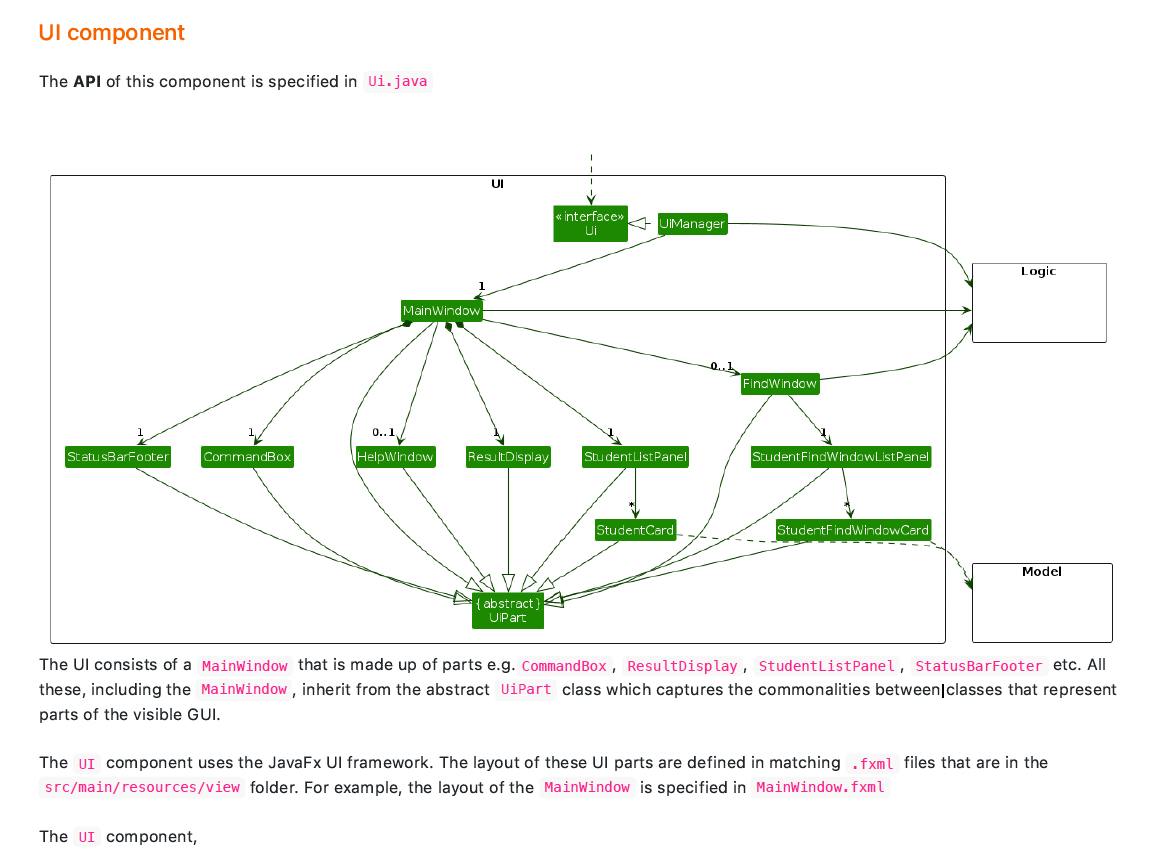 UI component
The API of this component is specified in Ui.java
UI
«interface»
Ui
UiManager
Logic
1
MainWindow
0..1
FindWindow
1
1
0..1
1
1
1
StatusBarFooter
CommandBox
HelpWindow
ResultDisplay
StudentListPanel
StudentFindWindowListPanel
*
*
StudentCard
StudentFindWindowCard
Model
{abstract}
UiPart
The UI consists of a MainWindow that is made up of parts e.g. CommandBox, ResultDisplay, StudentListPanel, StatusBarFooter etc. All
these, including the MainWindow, inherit from the abstract UiPart class which captures the commonalities between classes that represent
parts of the visible GUI.
The UI component uses the JavaFx UI framework. The layout of these UI parts are defined in matching .fxml files that are in the
src/main/resources/view folder. For example, the layout of the MainWindow is specified in MainWindow.fxml
The UI component,